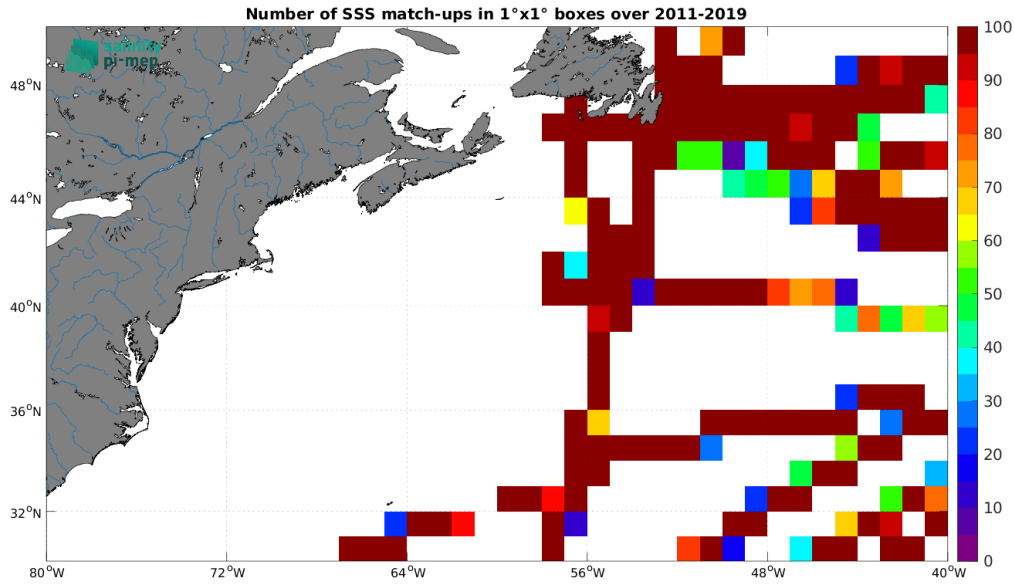 Number of SSS match-ups in 1°x1° boxes over 2011-2019
salinity
pi-mep
48°N
44°N
40°N
36°N
32°N
80°W
72°W
64°W
56°W
48°W
40°W
100
90
80
70
60
50
40
30
20
10
0